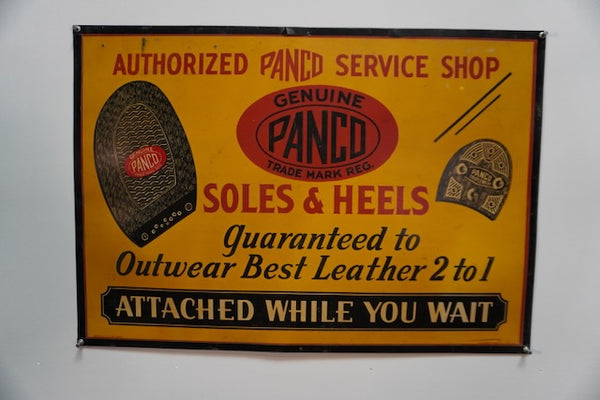 AUTHORIZED PANCO SERVICE SHOP
GENUINE
PANCO
TRADE MARK REG.
GENUINE
PANCO
PANCO
SOLES & HEELS
Guaranteed to
Outwear Best Leather 2 to 1
ATTACHED WHILE YOU WAIT